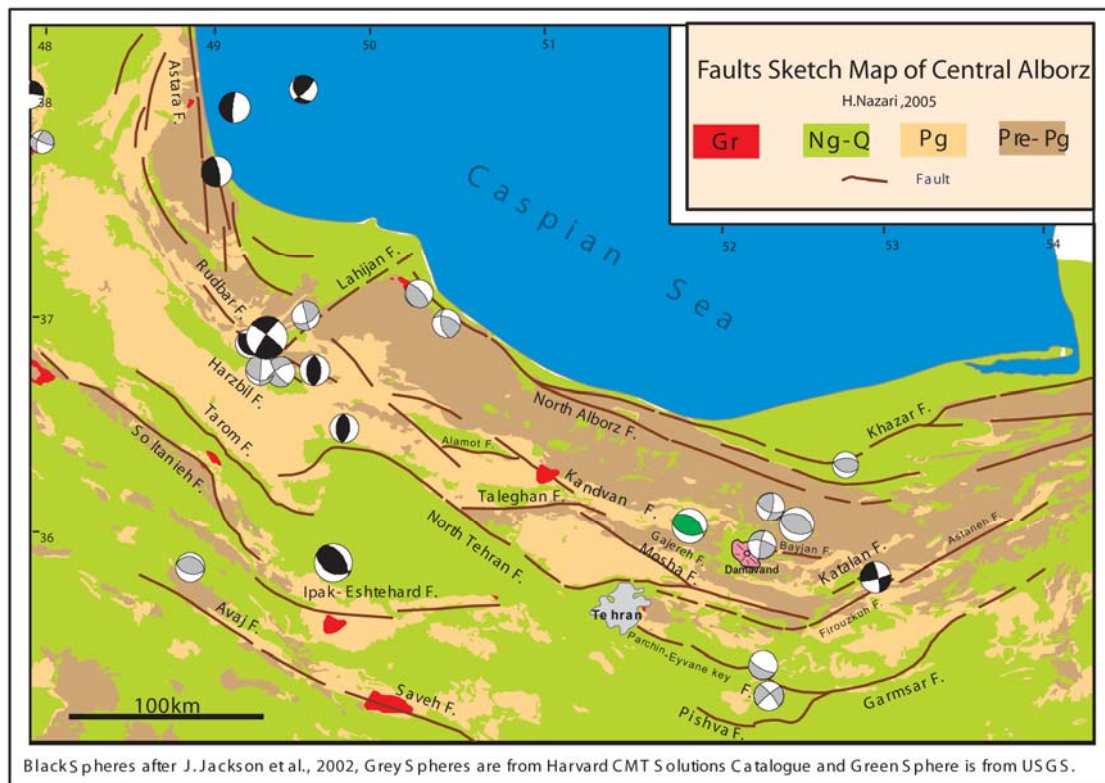 48
49
50
51
Faults Sketch Map of Central Alborz
H.Nazari ,2005
Gr
Ng-Q
Pg
Pre-Pg
Fault
38
Astara F.
Caspian Sea
52
53
54
Rudbar F.
Lahijan F.
37
Harzbil F.
Tarom F.
Soltanieh F.
North Alborz F.
Khazar F.
Alamot F.
Kandvan F.
Taleghan F.
North Tehran F.
36
Gajereh F.
Mosha F.
Bayjan F.
Damavand
Katalan F.
Astaneh F.
Ipak-Eshtehard F.
Avaj F.
Tehran
Firouzkuh F.
Parchin-Eyvane key F.
Garmsar F.
Pishva F.
Saveh F.
100km
Black Spheres after J. Jackson et al., 2002, Grey Spheres are from Harvard CMT Solutions Catalogue and Green Sphere is from USGS.